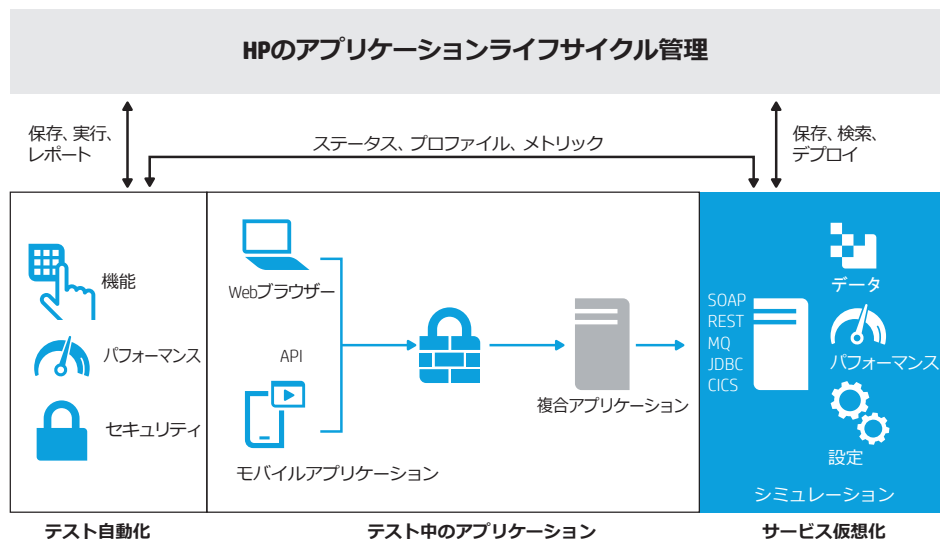 HPのアプリケーションライフサイクル管理
保存、実行、
レポート
ステータス、プロファイル、メトリック
保存、検索、
デプロイ
機能
パフォーマンス
セキュリティ
Webブラウザー
API
モバイルアプリケーション
複合アプリケーション
SOAP
REST
MQ
JDBC
CICS
データ
パフォーマンス
設定
シミュレーション
テスト自動化
テスト中のアプリケーション
サービス仮想化